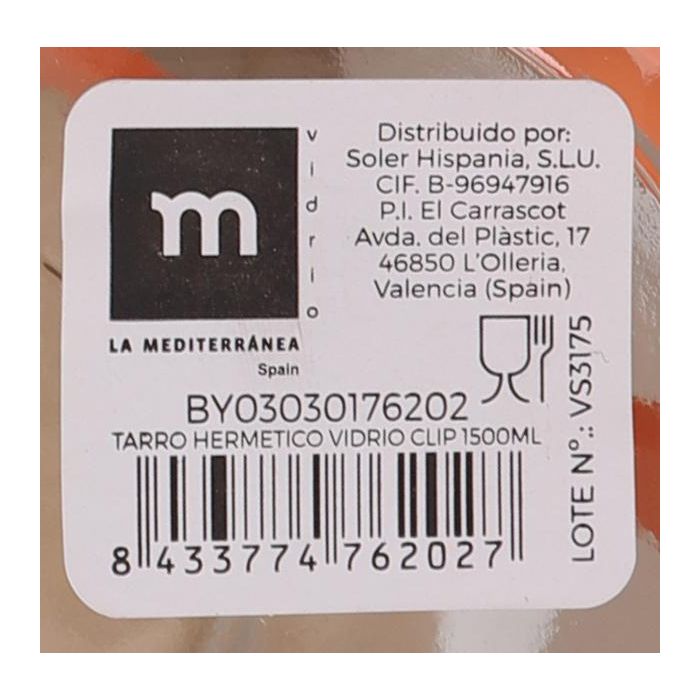 m
vidrio
LA MEDITERRÁNEA
Spain
Distribuido por:
Soler Hispania, S.L.U.
CIF. B-96947916
P.I. El Carrascot
Avda. del Plàstic, 17
46850 L'Olleria,
Valencia (Spain)
BY03030176202
TARRO HERMETICO VIDRIO CLIP 1500ML
8 433774 762027
LOTE Nº.: VS3175